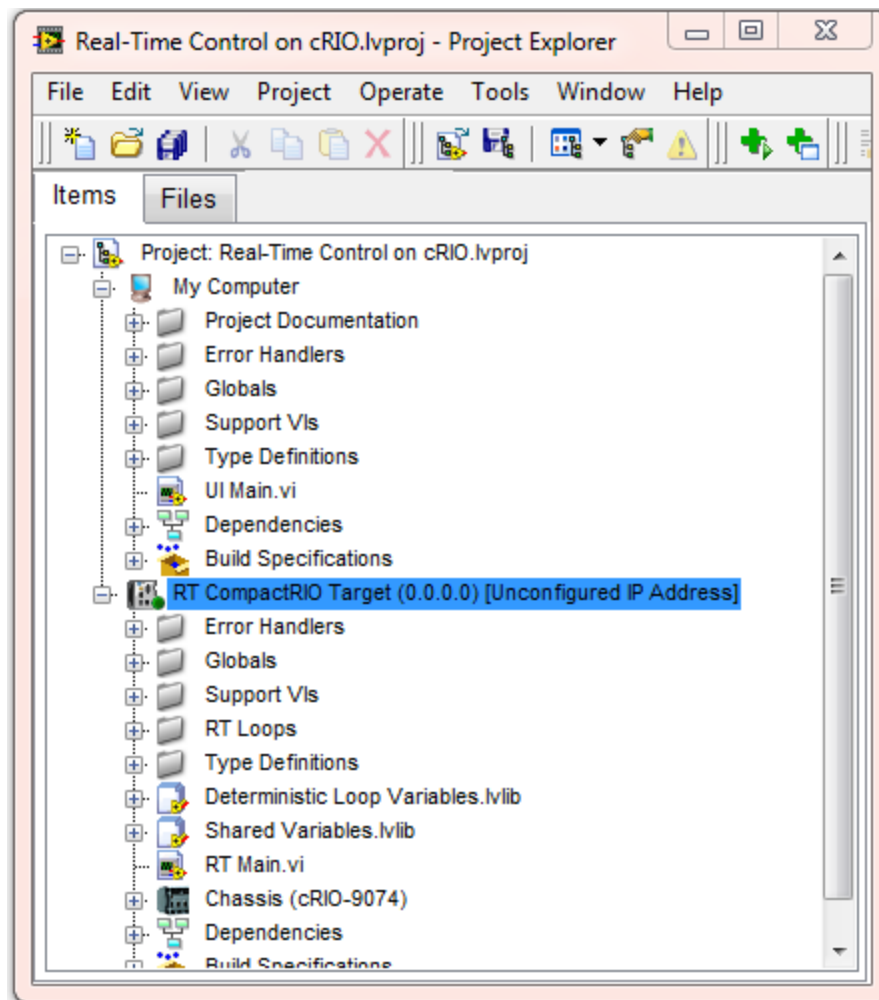 Real-Time Control on cRIO.lvproj - Project Explorer
File Edit View Project Operate Tools Window Help
Items Files
Project: Real-Time Control on cRIO.lvproj
My Computer
Project Documentation
Error Handlers
Globals
Support VIs
Type Definitions
UI Main.vi
Dependencies
Build Specifications
RT CompactRIO Target (0.0.0.0) [Unconfigured IP Address]
Error Handlers
Globals
Support VIs
RT Loops
Type Definitions
Deterministic Loop Variables.lvlib
Shared Variables.lvlib
RT Main.vi
Chassis (cRIO-9074)
Dependencies
Build Specifications